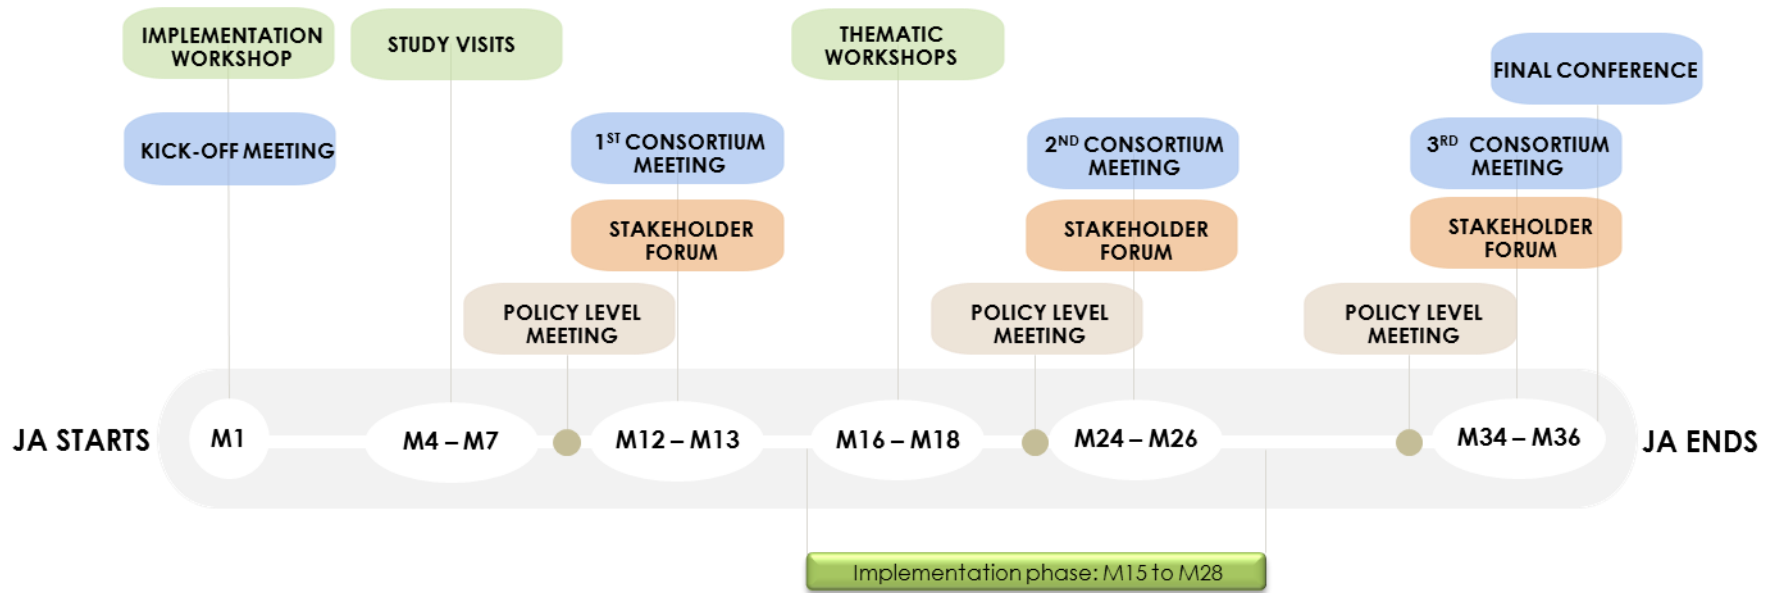 IMPLEMENTATION
WORKSHOP
STUDY VISITS
THEMATIC
WORKSHOPS
FINAL CONFERENCE
KICK-OFF MEETING
1ST CONSORTIUM
MEETING
2ND CONSORTIUM
MEETING
3RD CONSORTIUM
MEETING
STAKEHOLDER
FORUM
STAKEHOLDER
FORUM
STAKEHOLDER
FORUM
POLICY LEVEL
MEETING
POLICY LEVEL
MEETING
POLICY LEVEL
MEETING
JA STARTS
M1
M4 – M7
M12 – M13
M16 – M18
M24 – M26
M34 – M36
JA ENDS
Implementation phase: M15 to M28